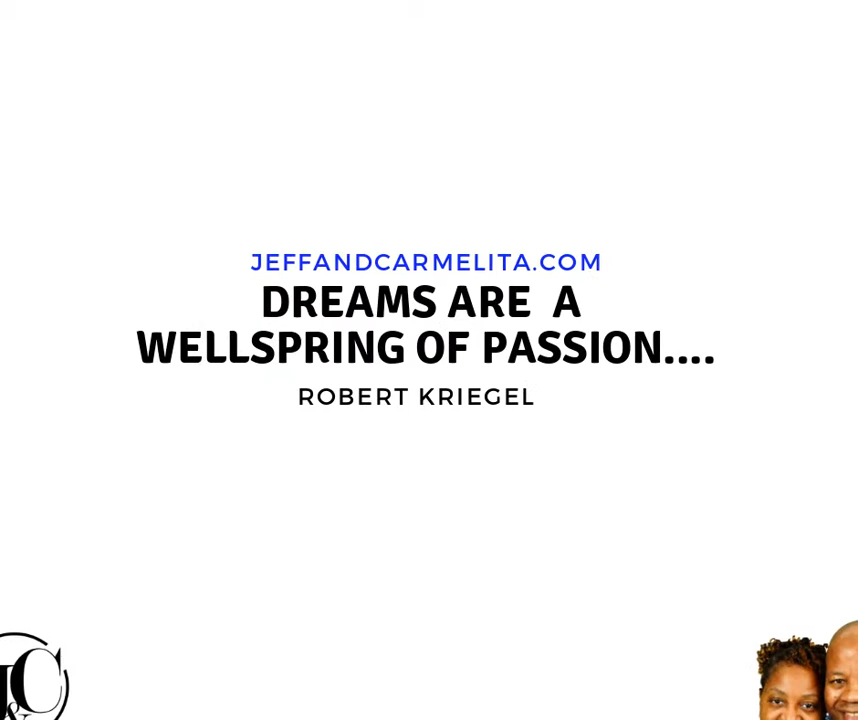 JEFFANDCARMELITA.COM
DREAMS ARE A
WELLSPRING OF PASSION....
ROBERT KRIEGEL
J&C